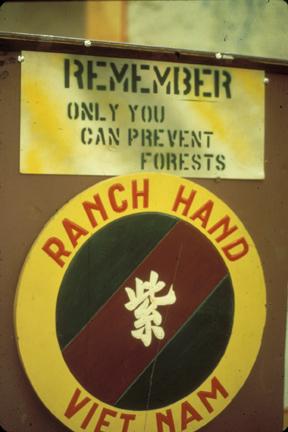 REMEMBER
ONLY YOU
CAN PREVENT
FORESTS
RANCH HAND
紫
VIET NAM